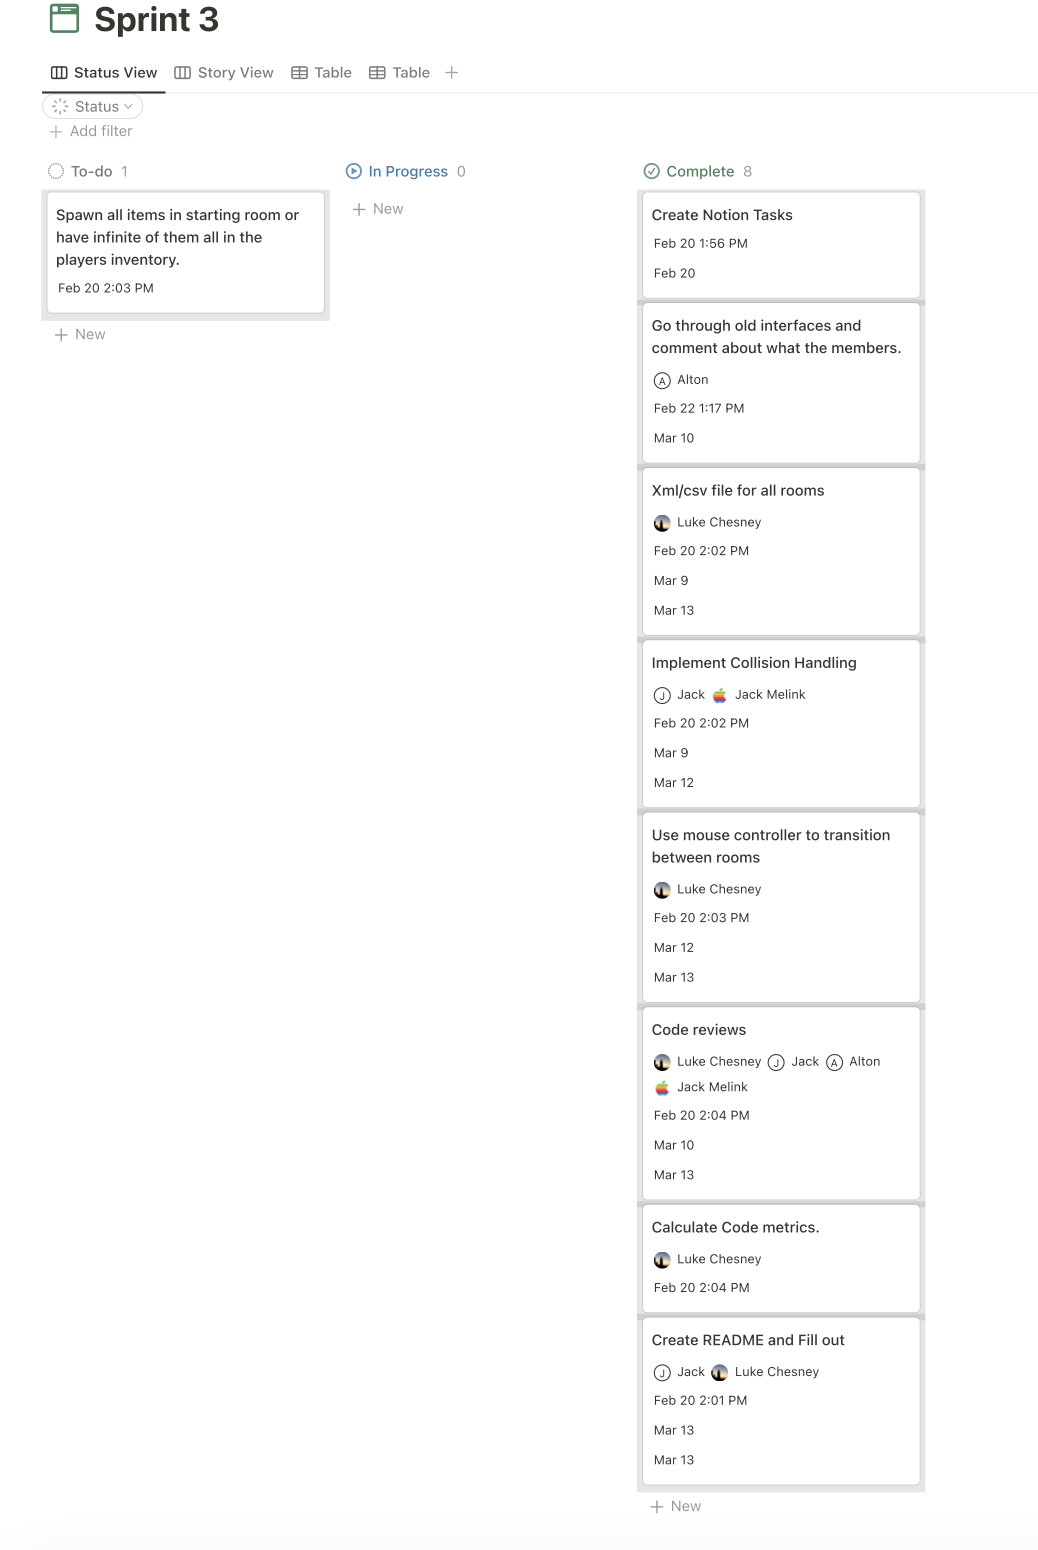 Sprint 3
Status View Story View Table Table
Status
Add filter
To-do 1
Spawn all items in starting room or
have infinite of them all in the
players inventory.
Feb 20 2:03 PM
New
In Progress 0
New
Complete 8
Create Notion Tasks
Feb 20 1:56 PM
Feb 20
Go through old interfaces and
comment about what the members.
A Alton
Feb 22 1:17 PM
Mar 10
Xml/csv file for all rooms
Luke Chesney
Feb 20 2:02 PM
Mar 9
Mar 13
Implement Collision Handling
J Jack Jack Melink
Feb 20 2:02 PM
Mar 9
Mar 12
Use mouse controller to transition
between rooms
Luke Chesney
Feb 20 2:03 PM
Mar 12
Mar 13
Code reviews
Luke Chesney J Jack A Alton
Jack Melink
Feb 20 2:04 PM
Mar 10
Mar 13
Calculate Code metrics.
Luke Chesney
Feb 20 2:04 PM
Create README and Fill out
J Jack Luke Chesney
Feb 20 2:01 PM
Mar 13
Mar 13
New